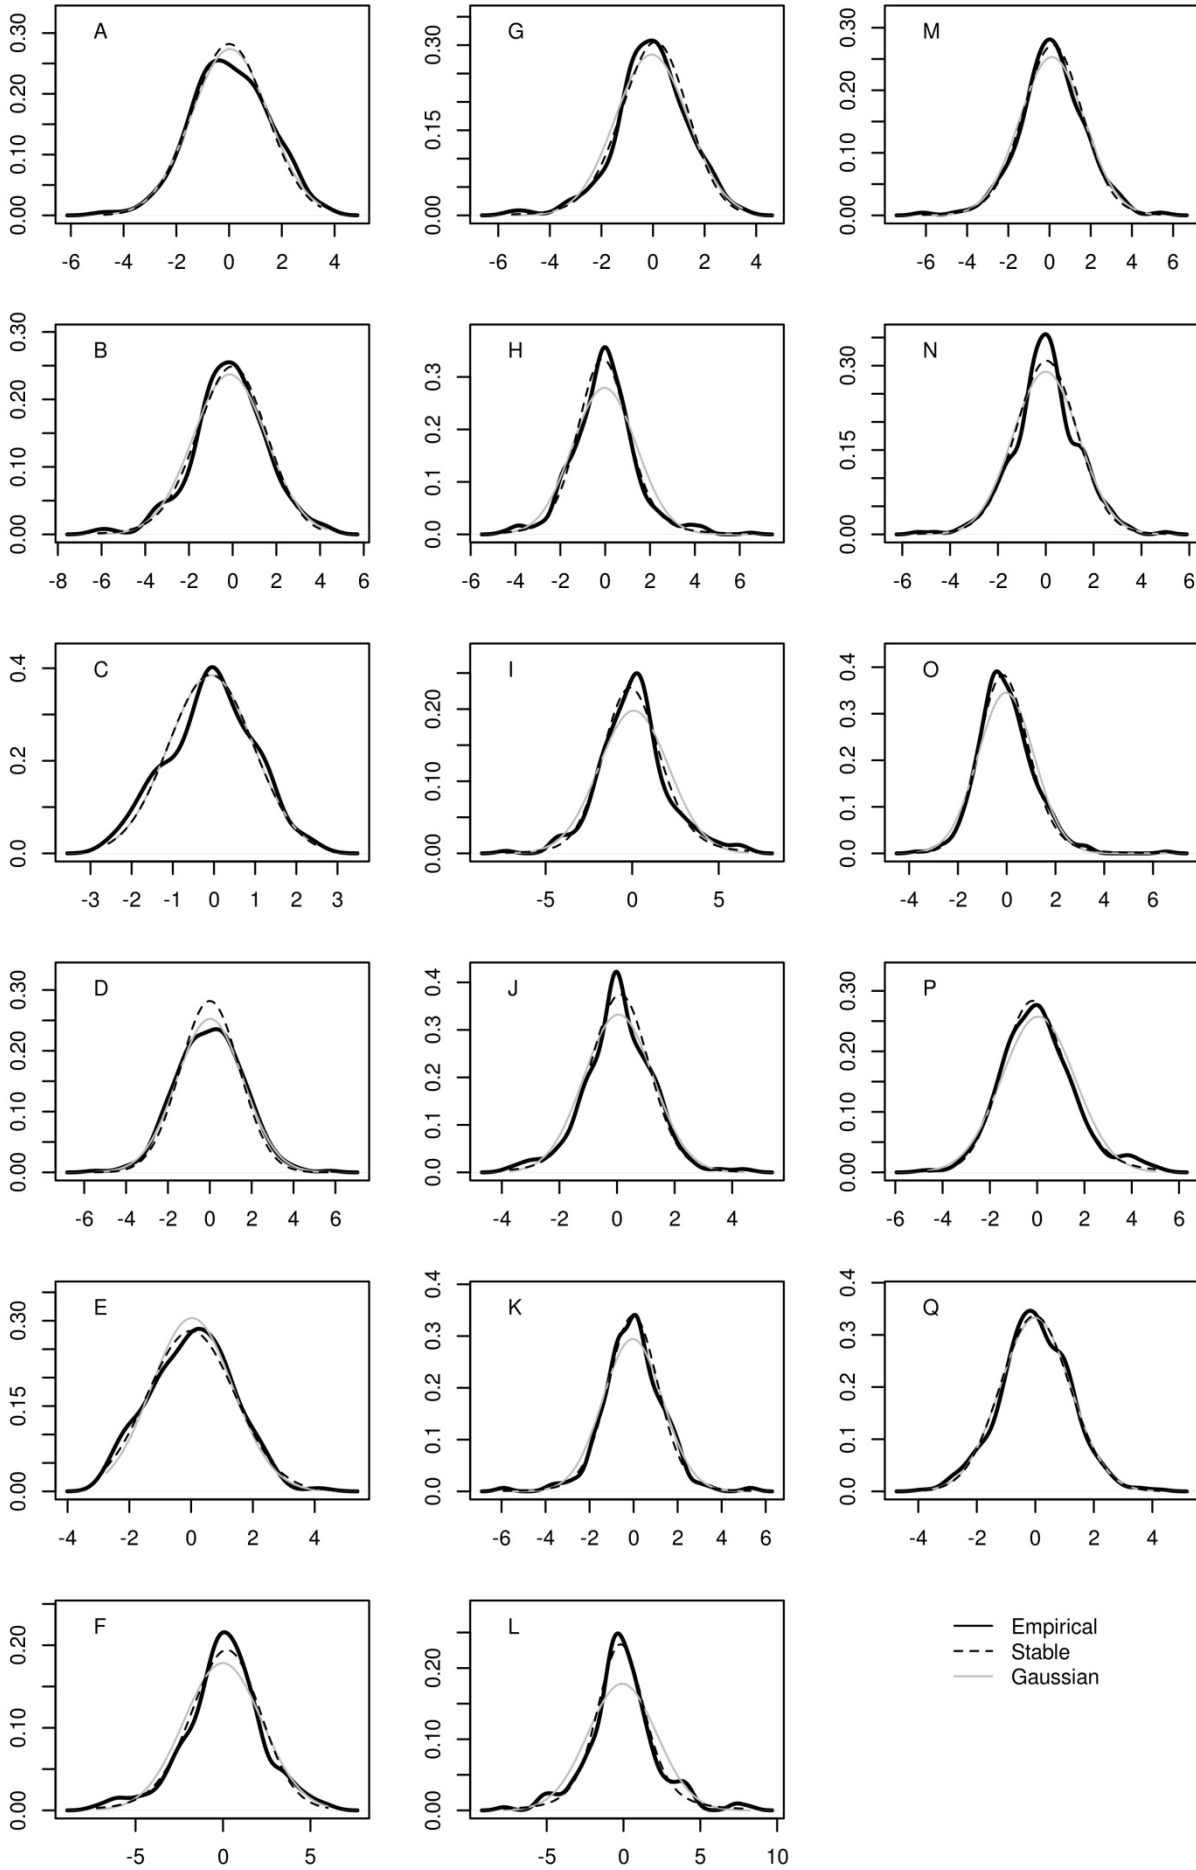 A
0.00 0.10 0.20 0.30
-6 -4 -2 0 2 4
G
0.00 0.15 0.30
-6 -4 -2 0 2 4
M
0.00 0.10 0.20 0.30
-6 -4 -2 0 2 4 6
B
0.00 0.10 0.20 0.30
-8 -6 -4 -2 0 2 4 6
H
0.0 0.1 0.2 0.3
-6 -4 -2 0 2 4 6
N
0.00 0.15 0.30
-6 -4 -2 0 2 4 6
C
0.0 0.2 0.4
-3 -2 -1 0 1 2 3
I
0.00 0.10 0.20
-5 0 5
O
0.0 0.1 0.2 0.3 0.4
-4 -2 0 2 4 6
D
0.00 0.10 0.20 0.30
-6 -4 -2 0 2 4 6
J
0.0 0.1 0.2 0.3 0.4
-4 -2 0 2 4
P
0.00 0.10 0.20 0.30
-6 -4 -2 0 2 4 6
E
0.00 0.15 0.30
-4 -2 0 2 4
K
0.0 0.1 0.2 0.3 0.4
-6 -4 -2 0 2 4 6
Q
0.0 0.1 0.2 0.3 0.4
-4 -2 0 2 4
F
0.00 0.10 0.20
-5 0 5
L
0.00 0.10 0.20
-5 0 5 10
Empirical
Stable
Gaussian